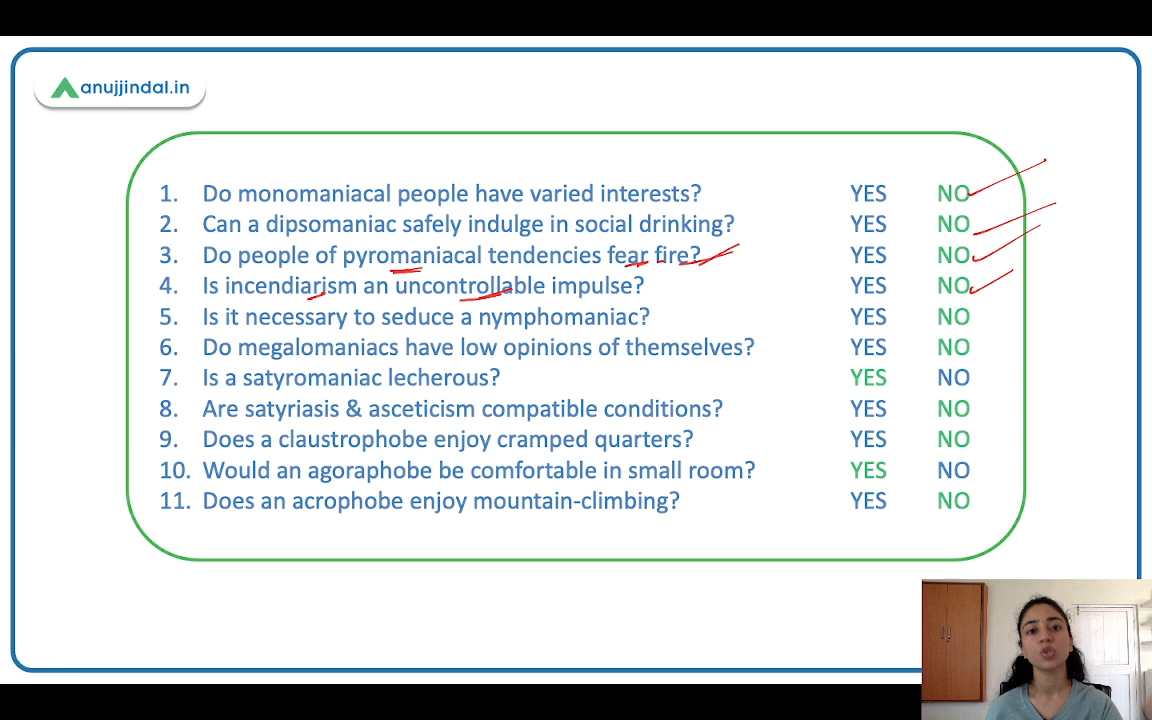 anujjindal.in
1. Do monomaniacal people have varied interests? YES NO
2. Can a dipsomaniac safely indulge in social drinking? YES NO
3. Do people of pyromaniacal tendencies fear fire? YES NO
4. Is incendiarism an uncontrollable impulse? YES NO
5. Is it necessary to seduce a nymphomaniac? YES NO
6. Do megalomaniacs have low opinions of themselves? YES NO
7. Is a satyromaniac lecherous? YES NO
8. Are satyriasis & asceticism compatible conditions? YES NO
9. Does a claustrophobe enjoy cramped quarters? YES NO
10. Would an agoraphobe be comfortable in small room? YES NO
11. Does an acrophobe enjoy mountain-climbing? YES NO